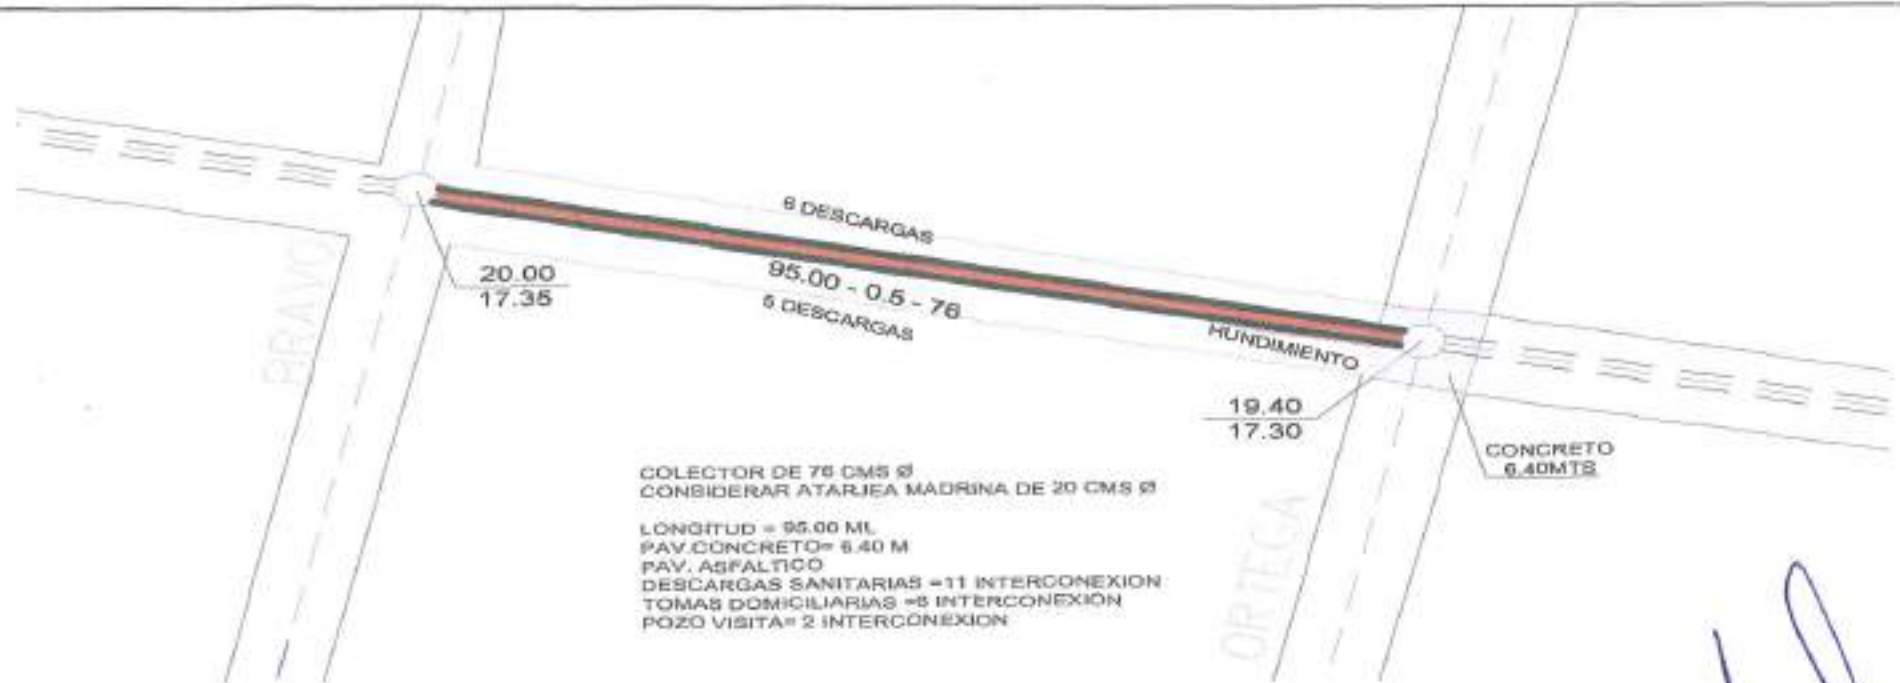 6 DESCARGAS
95.00 - 0.5 - 76
5 DESCARGAS
HUNDIMIENTO
20.00
17.35
19.40
17.30
CONCRETO
6.40MTS
PRAVO
ORTEGA
COLECTOR DE 76 CMS Ø
CONSIDERAR ATARJEA MADRINA DE 20 CMS Ø
LONGITUD = 95.00 ML
PAV.CONCRETO= 6.40 M
PAV. ASFALTICO
DESCARGAS SANITARIAS =11 INTERCONEXION
TOMAS DOMICILIARIAS = INTERCONEXION
POZO VISITA= 2 INTERCONEXION